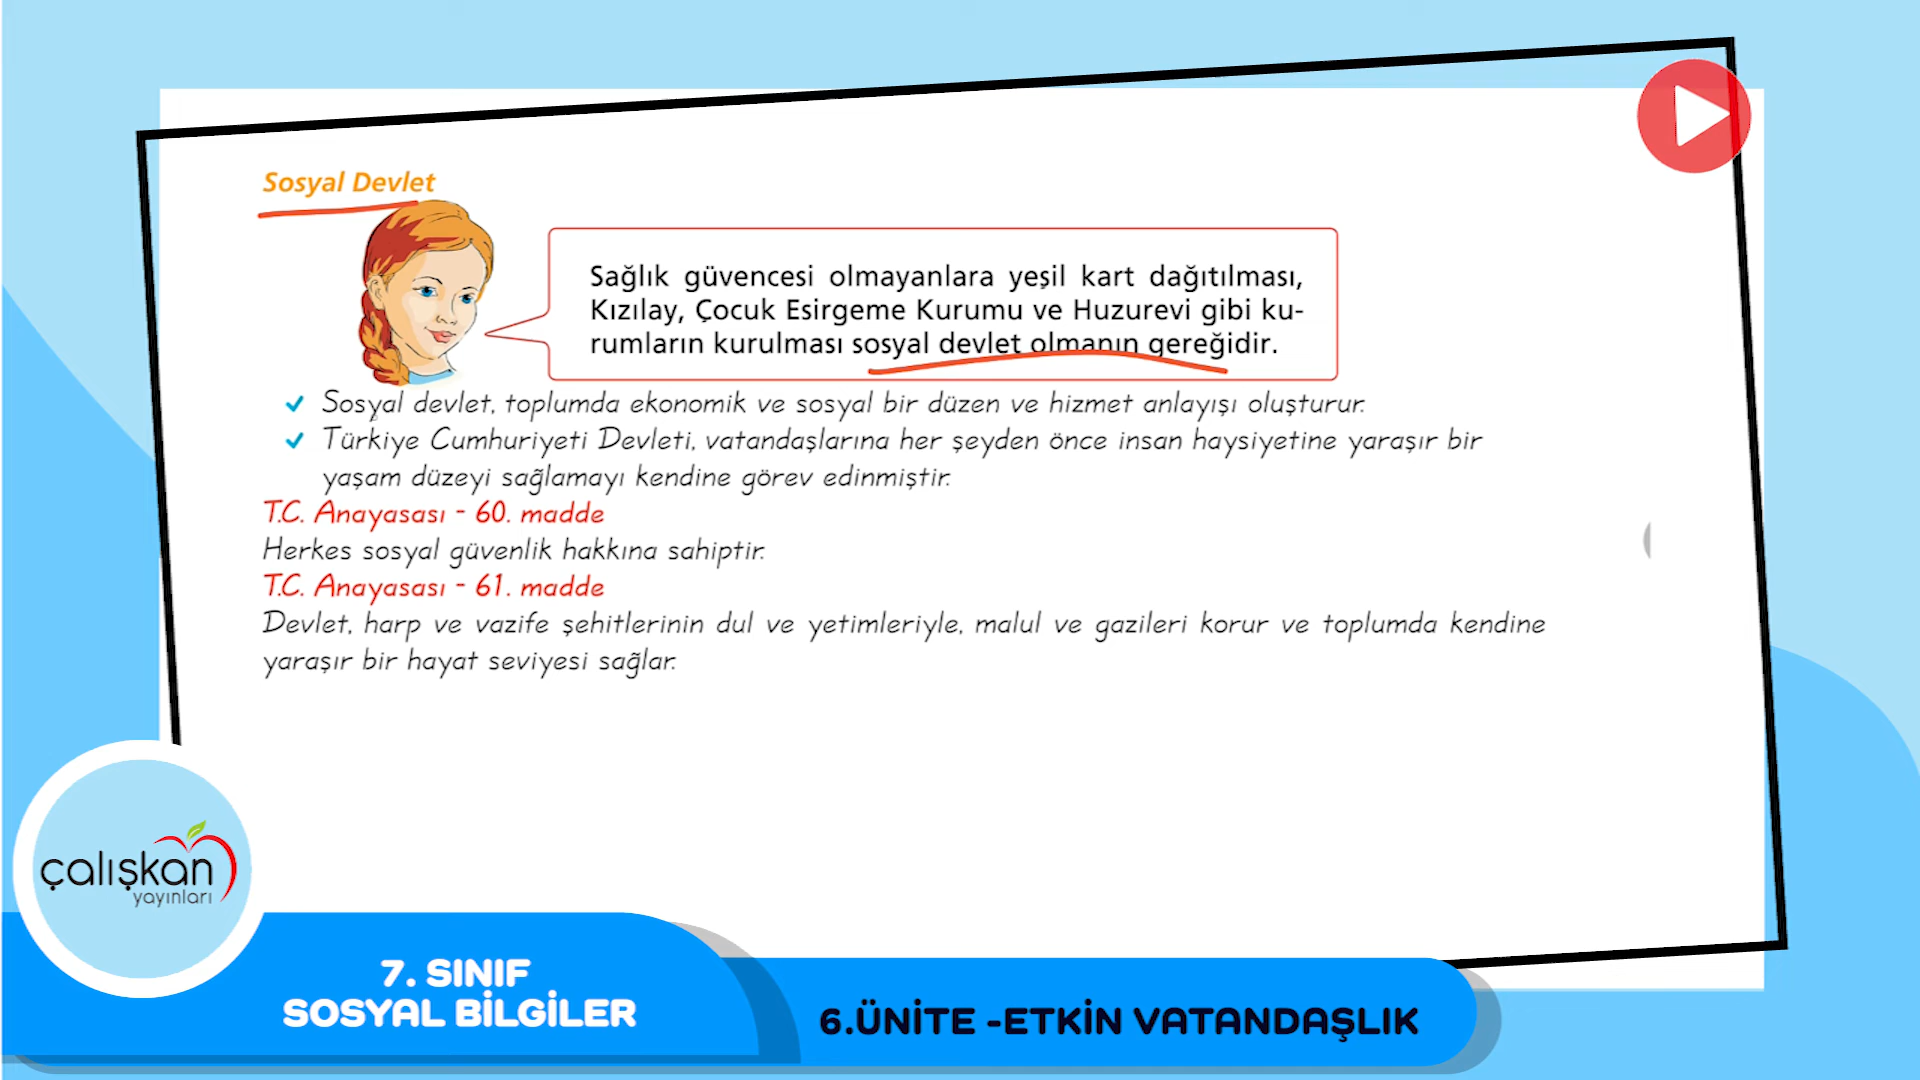 Sosyal Devlet
Sağlık güvencesi olmayanlara yeşil kart dağıtılması,
Kızılay, Çocuk Esirgeme Kurumu ve Huzurevi gibi ku-
rumların kurulması sosyal devlet olmanın gereğidir.
Sosyal devlet, toplumda ekonomik ve sosyal bir düzen ve hizmet anlayışı oluşturur.
Türkiye Cumhuriyeti Devleti, vatandaşlarına her şeyden önce insan haysiyetine yaraşır bir
yaşam düzeyi sağlamayı kendine görev edinmiştir.
T.C. Anayasası - 60. madde
Herkes sosyal güvenlik hakkına sahiptir.
T.C. Anayasası - 61. madde
Devlet, harp ve vazife şehitlerinin dul ve yetimleriyle, malul ve gazileri korur ve toplumda kendine
yaraşır bir hayat seviyesi sağlar.
çalışkan
yayınları
7. SINIF
SOSYAL BİLGİLER
6.ÜNİTE -ETKİN VATANDAŞLIK